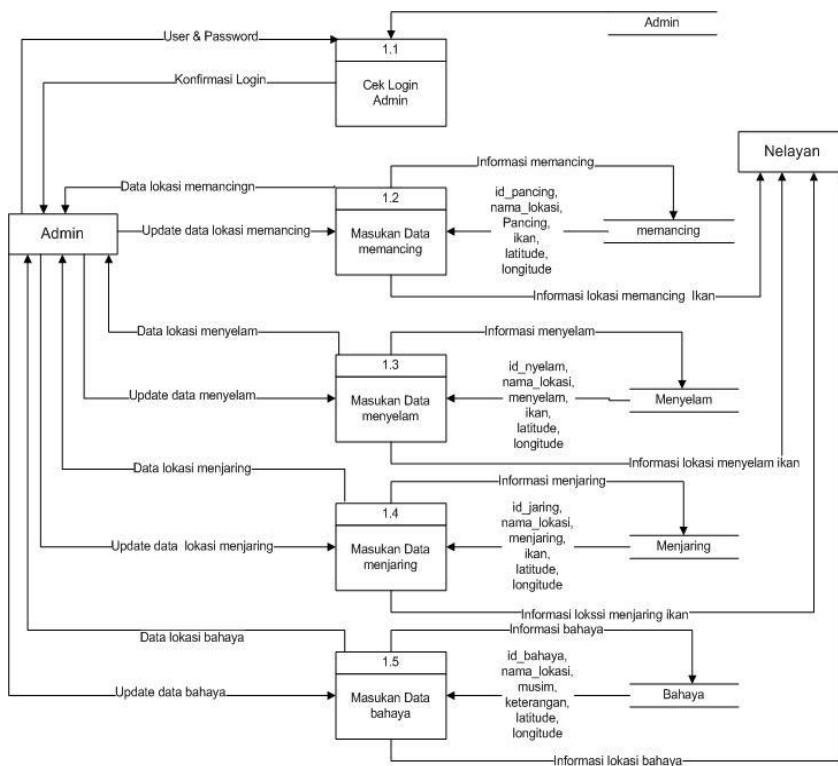 Admin
User & Password
1.1
Konfirmasi Login
Cek Login
Admin
Nelayan
Informasi memancing
Data lokasi memancingn
1.2
id_pancing,
nama_lokasi,
Pancing,
ikan,
latitude,
longitude
Admin
Update data lokasi memancing
Masukan Data
memancing
memancing
Informasi lokasi memancing Ikan
Data lokasi menyelam
Informasi menyelam
1.3
id_nyelam,
nama_lokasi,
menyelam,
ikan,
latitude,
longitude
Update data menyelam
Masukan Data
menyelam
Menyelam
Informasi lokasi menyelam ikan
Data lokasi menjaring
Informasi menjaring
1.4
id_jaring,
nama_lokasi,
menjaring,
ikan,
latitude,
longitude
Update data lokasi menjaring
Masukan Data
menjaring
Menjaring
Informasi lokssi menjaring ikan
Data lokasi bahaya
Informasi bahaya
1.5
id_bahaya,
nama_lokasi,
musim,
keterangan,
latitude,
longitude
Update data bahaya
Masukan Data
bahaya
Bahaya
Informasi lokasi bahaya